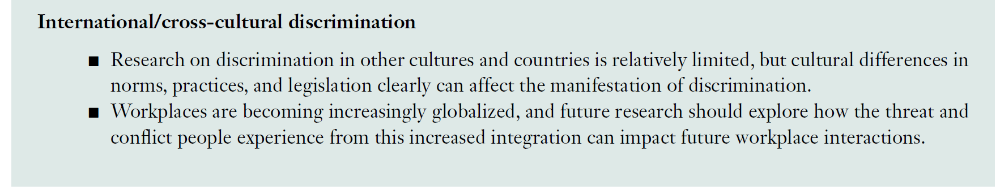 International/cross-cultural discrimination
■ Research on discrimination in other cultures and countries is relatively limited, but cultural differences in
norms, practices, and legislation clearly can affect the manifestation of discrimination.
■ Workplaces are becoming increasingly globalized, and future research should explore how the threat and
conflict people experience from this increased integration can impact future workplace interactions.